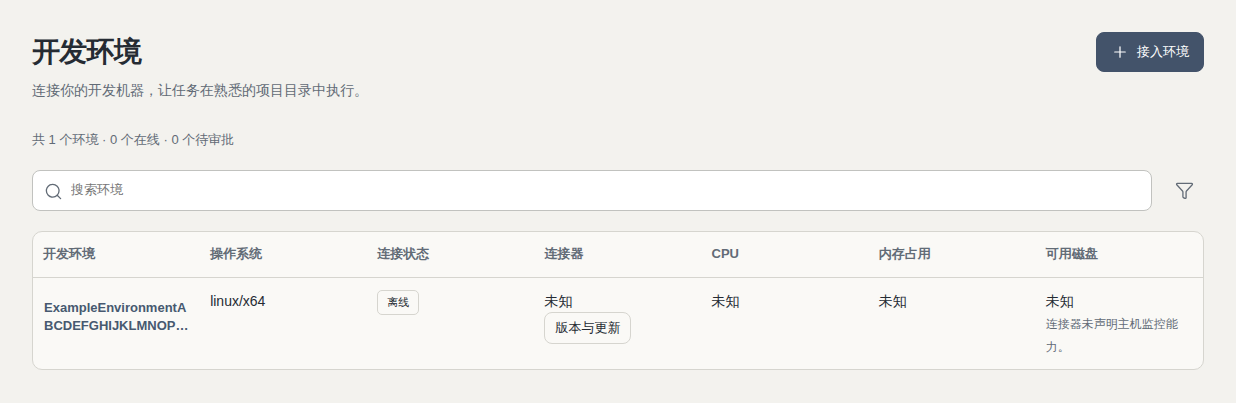 开发环境
接入环境
连接你的开发机器，让任务在熟悉的项目目录中执行。
共 1 个环境 · 0 个在线 · 0 个待审批
搜索环境
开发环境 操作系统 连接状态 连接器 CPU 内存占用 可用磁盘
ExampleEnvironmentA
BCDEFGHIJKLMNOP…
linux/x64
离线
未知
版本与更新
未知
未知
未知
连接器未声明主机监控能
力。